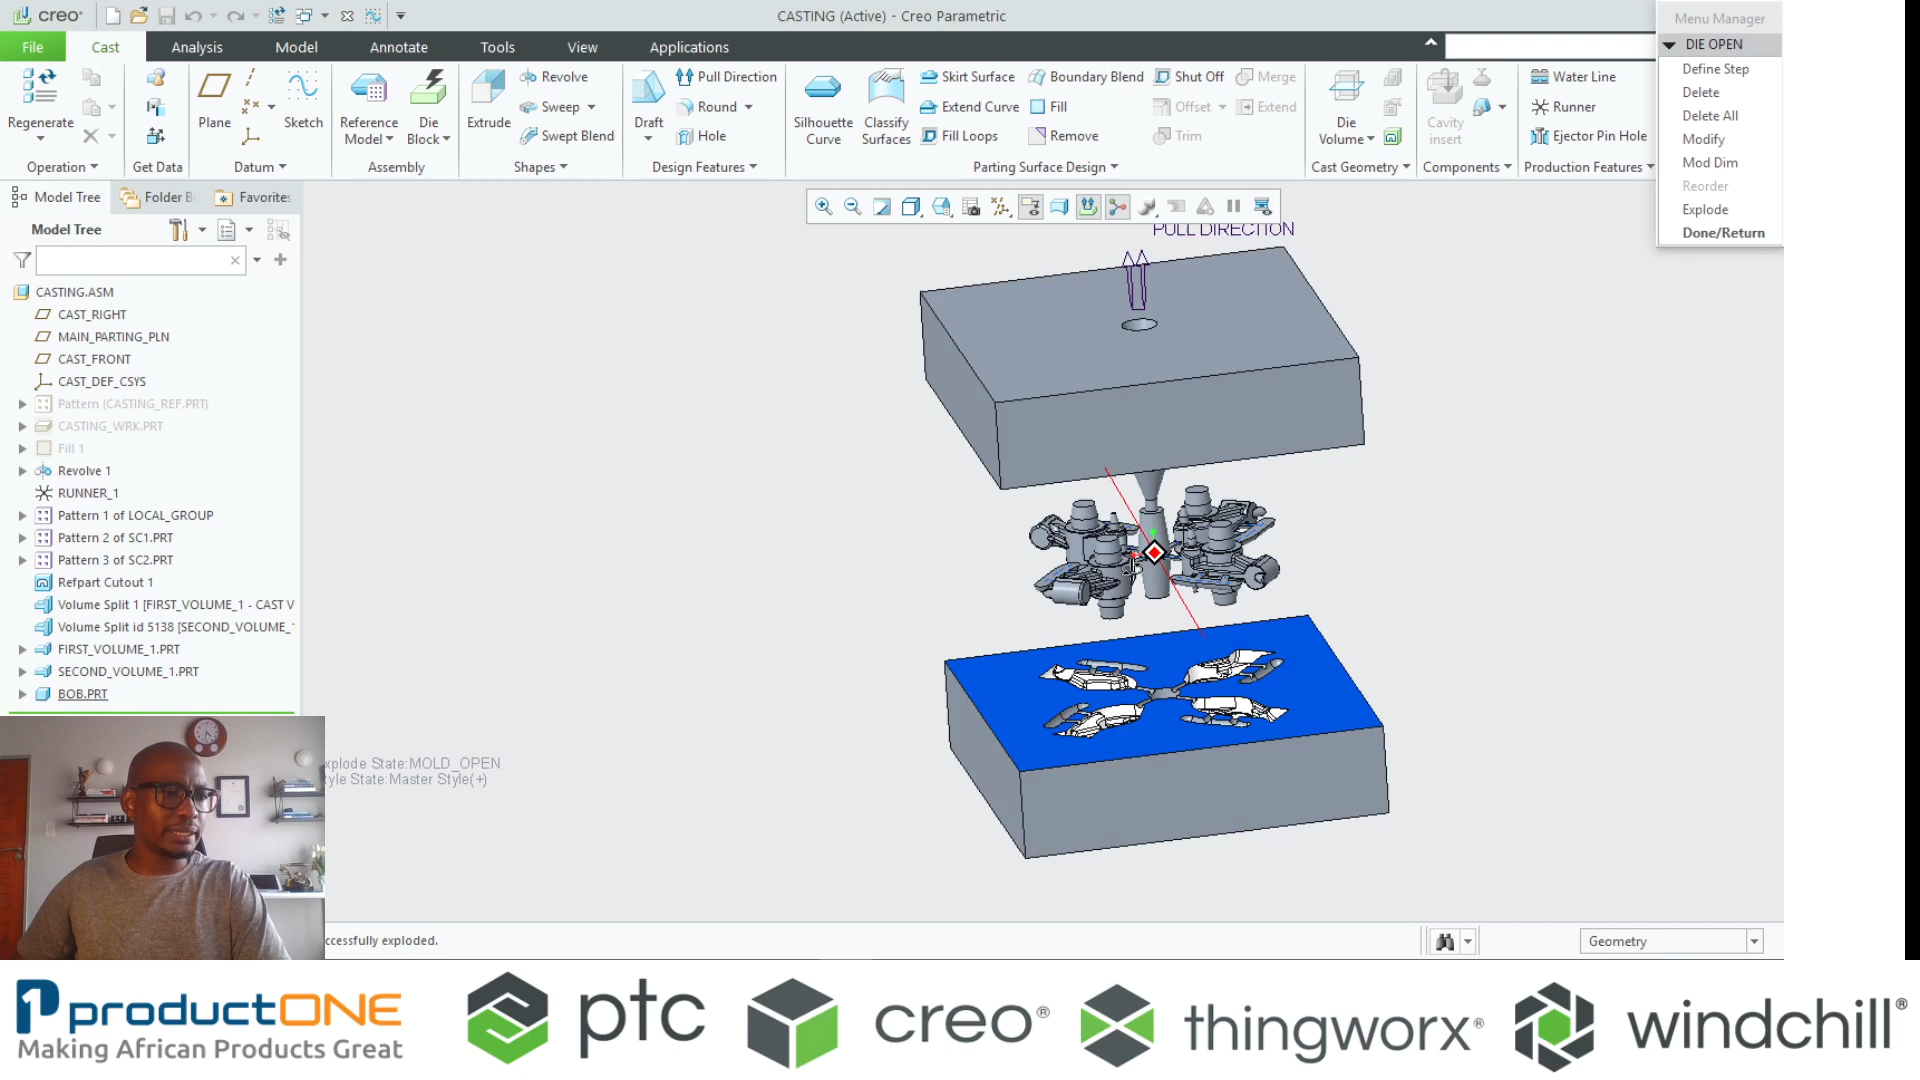 creo®
CASTING (Active) - Creo Parametric
Menu Manager
DIE OPEN
Define Step
Delete
Delete All
Modify
Mod Dim
Reorder
Explode
Done/Return
File
Cast
Analysis
Model
Annotate
Tools
View
Applications
Regenerate
Operation
Get Data
Plane
Sketch
Datum
Reference Model
Die Block
Assembly
Extrude
Revolve
Sweep
Swept Blend
Shapes
Draft
Pull Direction
Round
Hole
Design Features
Silhouette Curve
Classify Surfaces
Skirt Surface
Extend Curve
Fill Loops
Boundary Blend
Fill
Remove
Shut Off
Offset
Trim
Merge
Extend
Parting Surface Design
Die Volume
Cast Geometry
Cavity insert
Components
Water Line
Runner
Ejector Pin Hole
Production Features
Model Tree
Folder B
Favorites
Model Tree
CASTING.ASM
CAST_RIGHT
MAIN_PARTING_PLN
CAST_FRONT
CAST_DEF_CSYS
Pattern (CASTING_REF.PRT)
CASTING_WRK.PRT
Fill 1
Revolve 1
RUNNER_1
Pattern 1 of LOCAL_GROUP
Pattern 2 of SC1.PRT
Pattern 3 of SC2.PRT
Refpart Cutout 1
Volume Split 1 [FIRST_VOLUME_1 - CAST V
Volume Split id 5138 [SECOND_VOLUME_
FIRST_VOLUME_1.PRT
SECOND_VOLUME_1.PRT
BOB.PRT
PULL DIRECTION
xplode State:MOLD_OPEN
tyle State:Master Style(+)
ccessfully exploded.
Geometry
productONE
Making African Products Great
ptc
creo®
thingworx®
windchill®